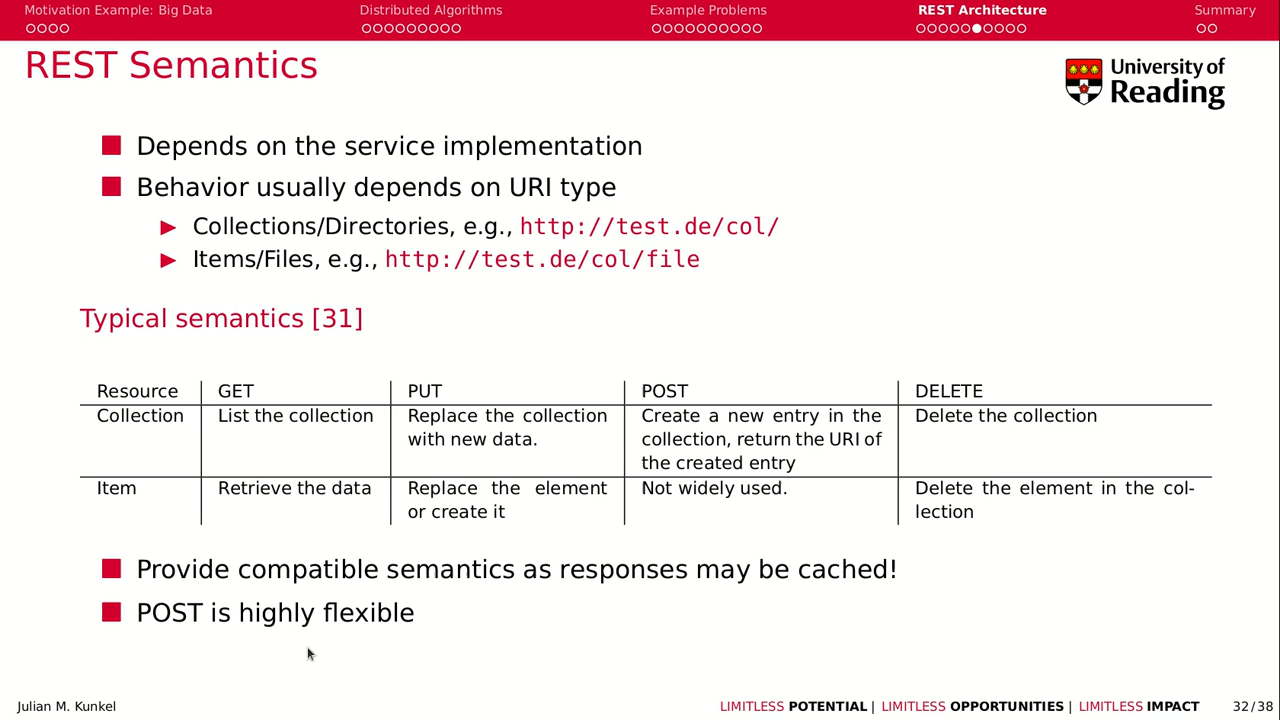 Motivation Example: Big Data Distributed Algorithms Example Problems REST Architecture Summary
REST Semantics
University of
Reading
Depends on the service implementation
Behavior usually depends on URI type
Collections/Directories, e.g., http://test.de/col/
Items/Files, e.g., http://test.de/col/file
Typical semantics [31]
Resource GET PUT POST DELETE
Collection List the collection Replace the collection Create a new entry in the Delete the collection
with new data. collection, return the URI of
the created entry
Item Retrieve the data Replace the element Not widely used. Delete the element in the col-
or create it lection
Provide compatible semantics as responses may be cached!
POST is highly flexible
Julian M. Kunkel LIMITLESS POTENTIAL | LIMITLESS OPPORTUNITIES | LIMITLESS IMPACT 32/38